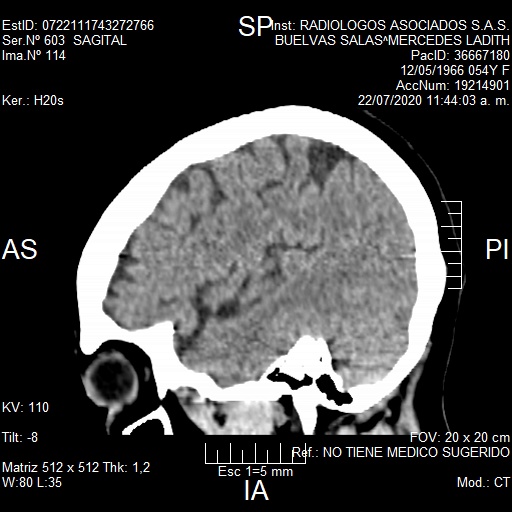 EstID: 0722111743272766
Ser.Nº 603 SAGITAL
Ima.Nº 114
Ker.: H20s
SP
Inst: RADIOLOGOS ASOCIADOS S.A.S.
BUELVAS SALAS^MERCEDES LADITH
PacID: 36667180
12/05/1966 054Y F
AccNum: 19214901
22/07/2020 11:44:03 a. m.
AS
PI
KV: 110
Tilt: -8
Matriz 512 x 512 Thk: 1,2
W:80 L:35
Esc 1=5 mm
IA
FOV: 20 x 20 cm
Ref.: NO TIENE MEDICO SUGERIDO
Mod.: CT